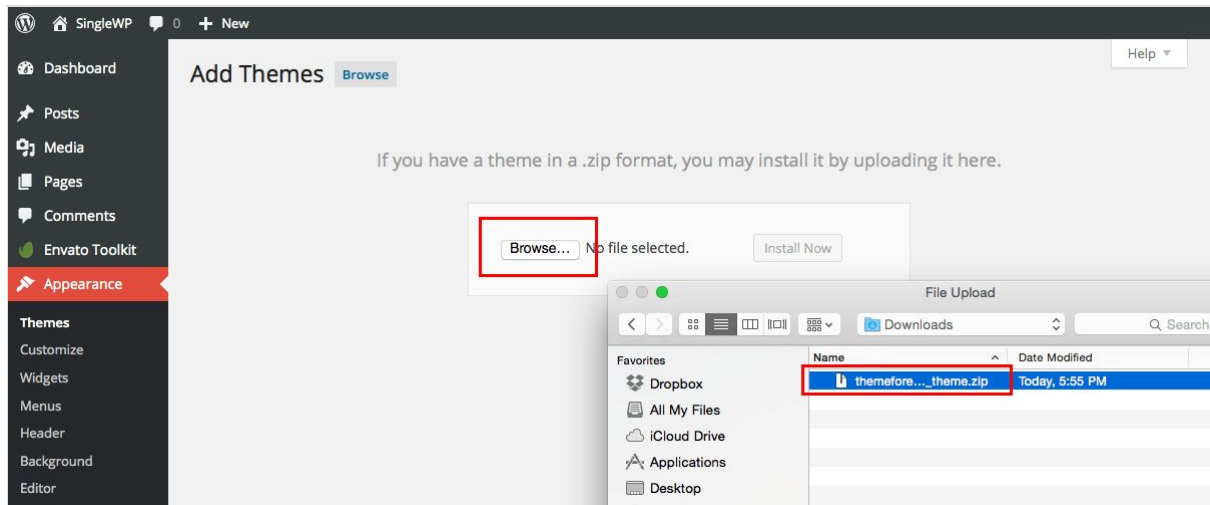 SingleWP 0 + New
Help
Dashboard
Add Themes Browse
Posts
Media
Pages
Comments
Envato Toolkit
Appearance
Themes
Customize
Widgets
Menus
Header
Background
Editor
If you have a theme in a .zip format, you may install it by uploading it here.
Browse... No file selected. Install Now
File Upload
Downloads
Search
Favorites
Dropbox
All My Files
iCloud Drive
Applications
Desktop
Name Date Modified
themefore..._theme.zip Today, 5:55 PM